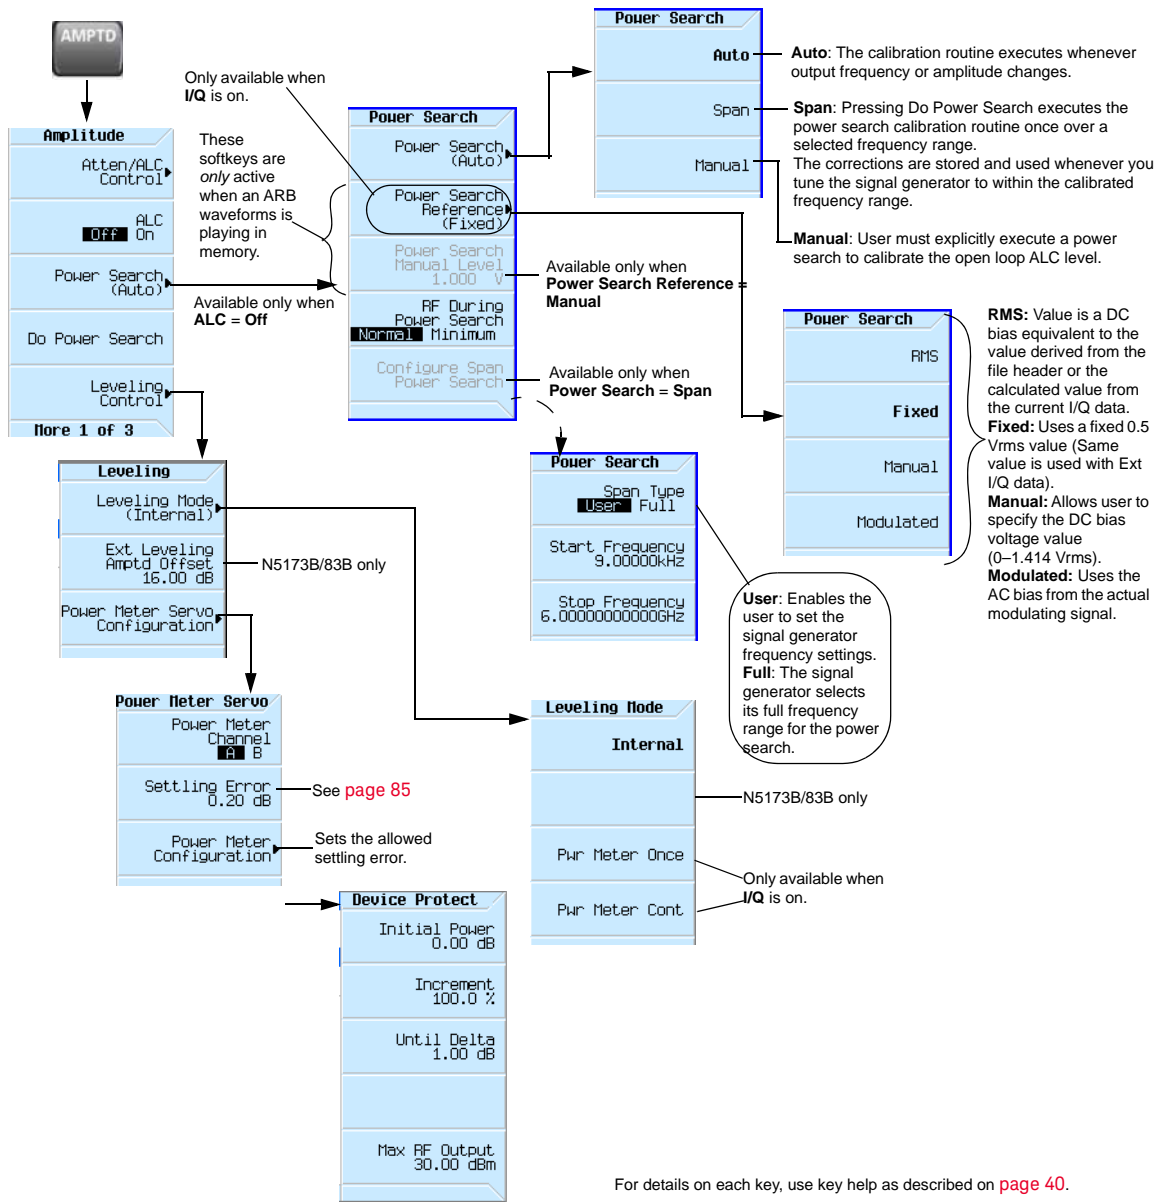 AMPTD
Amplitude
Atten/ALC
Control
ALC
Off On
Power Search
(Auto)
Do Power Search
Leveling
Control
More 1 of 3
Only available when
I/Q is on.
These
softkeys are
only active
when an ARB
waveforms is
playing in
memory.
Available only when
ALC = Off
Power Search
Power Search
(Auto)
Power Search
Reference
(Fixed)
Power Search
Manual Level
1.000 V
RF During
Power Search
Normal Minimum
Configure Span
Power Search
Available only when
Power Search Reference =
Manual
Available only when
Power Search = Span
Power Search
Auto
Span
Manual
Auto: The calibration routine executes whenever
output frequency or amplitude changes.
Span: Pressing Do Power Search executes the
power search calibration routine once over a
selected frequency range.
The corrections are stored and used whenever you
tune the signal generator to within the calibrated
frequency range.
Manual: User must explicitly execute a power
search to calibrate the open loop ALC level.
Power Search
RMS
Fixed
Manual
Modulated
RMS: Value is a DC
bias equivalent to the
value derived from the
file header or the
calculated value from
the current I/Q data.
Fixed: Uses a fixed 0.5
Vrms value (Same
value is used with Ext
I/Q data).
Manual: Allows user to
specify the DC bias
voltage value
(0–1.414 Vrms).
Modulated: Uses the
AC bias from the actual
modulating signal.
Leveling
Leveling Mode
(Internal)
Ext Leveling
Amptd Offset
16.00 dB
Power Meter Servo
Configuration
N5173B/83B only
Power Search
Span Type
User Full
Start Frequency
9.00000kHz
Stop Frequency
6.00000000000GHz
User: Enables the
user to set the
signal generator
frequency settings.
Full: The signal
generator selects
its full frequency
range for the power
search.
Power Meter Servo
Power Meter
Channel
A B
Settling Error
0.20 dB
Power Meter
Configuration
See page 85
Sets the allowed
settling error.
Leveling Mode
Internal
Pwr Meter Once
Pwr Meter Cont
N5173B/83B only
Only available when
I/Q is on.
Device Protect
Initial Power
0.00 dB
Increment
100.0 %
Until Delta
1.00 dB
Max RF Output
30.00 dBm
For details on each key, use key help as described on page 40.